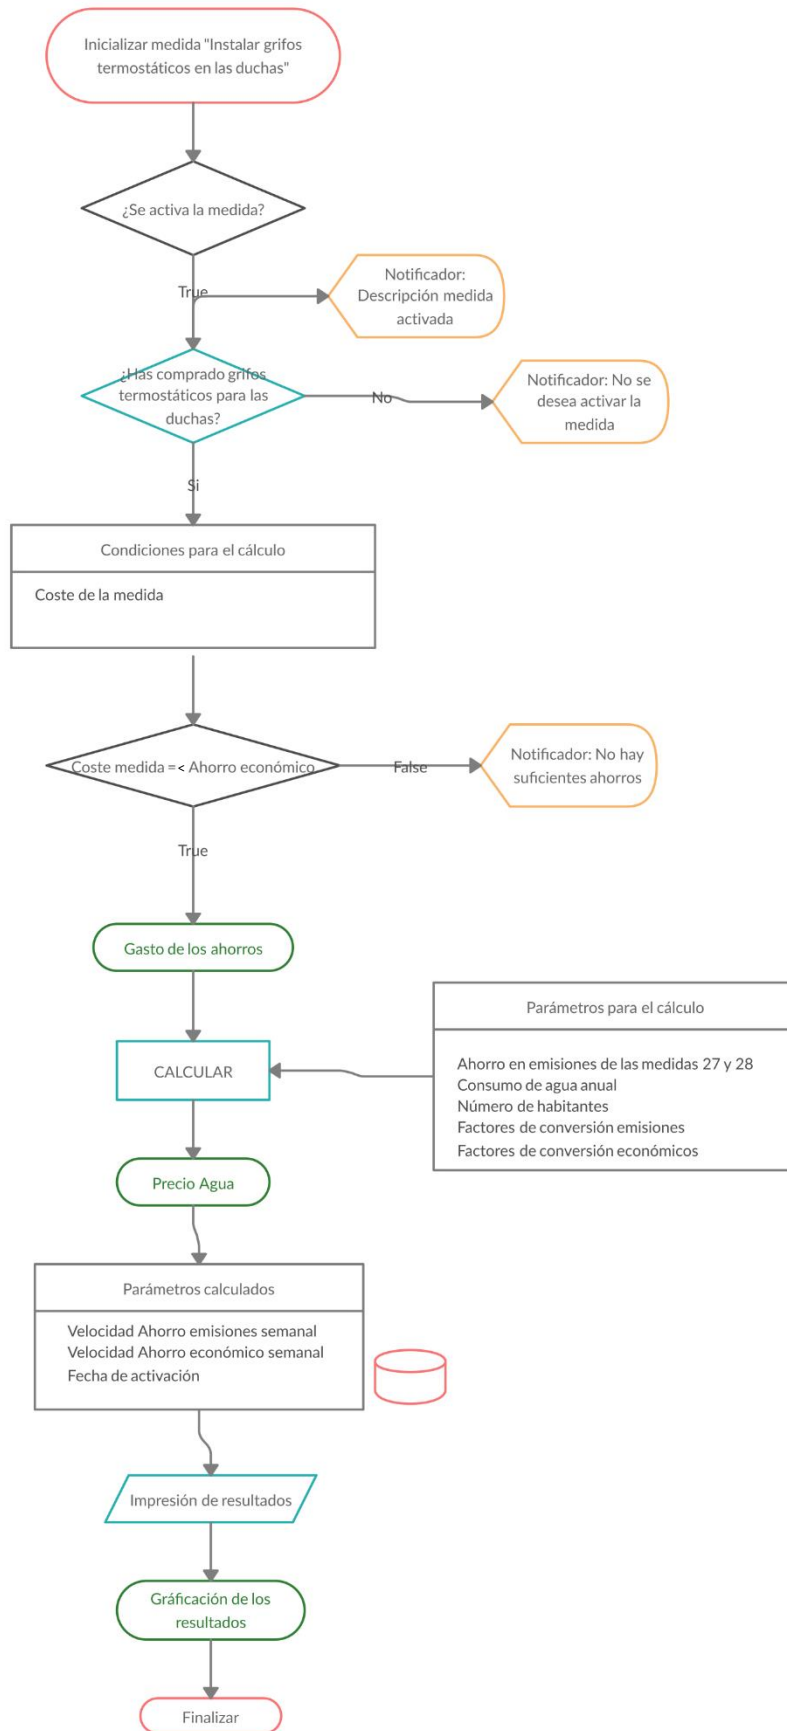 Inicializar medida "Instalar grifos
termostáticos en las duchas"
¿Se activa la medida?
True
Notificador:
Descripción medida
activada
¿Has comprado grifos
termostáticos para las
duchas?
No
Notificador: No se
desea activar la
medida
Si
Condiciones para el cálculo
Coste de la medida
Coste medida =< Ahorro económico
False
Notificador: No hay
suficientes ahorros
True
Gasto de los ahorros
Parámetros para el cálculo
CALCULAR
Ahorro en emisiones de las medidas 27 y 28
Consumo de agua anual
Número de habitantes
Factores de conversión emisiones
Factores de conversión económicos
Precio Agua
Parámetros calculados
Velocidad Ahorro emisiones semanal
Velocidad Ahorro económico semanal
Fecha de activación
Impresión de resultados
Gráficación de los
resultados
Finalizar